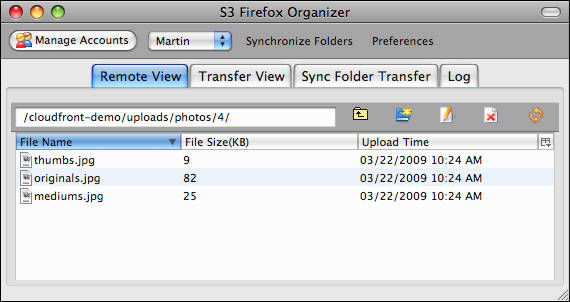 S3 Firefox Organizer
Manage Accounts Martin Synchronize Folders Preferences
Remote View Transfer View Sync Folder Transfer Log
/cloudfront-demo/uploads/photos/4/
File Name File Size(KB) Upload Time
thumbs.jpg 9 03/22/2009 10:24 AM
originals.jpg 82 03/22/2009 10:24 AM
mediums.jpg 25 03/22/2009 10:24 AM